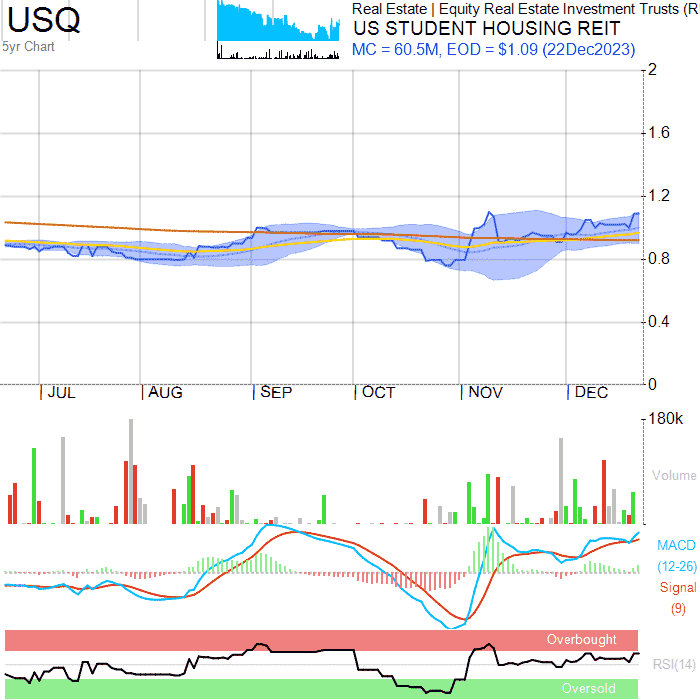 USQ
5yr Chart
Real Estate | Equity Real Estate Investment Trusts (R
US STUDENT HOUSING REIT
MC = 60.5M, EOD = $1.09 (22Dec2023)
2
1.6
1.2
0.8
0.4
0
JUL
AUG
SEP
OCT
NOV
DEC
180k
Volume
MACD
(12-26)
Signal
(9)
Overbought
RSI(14)
Oversold